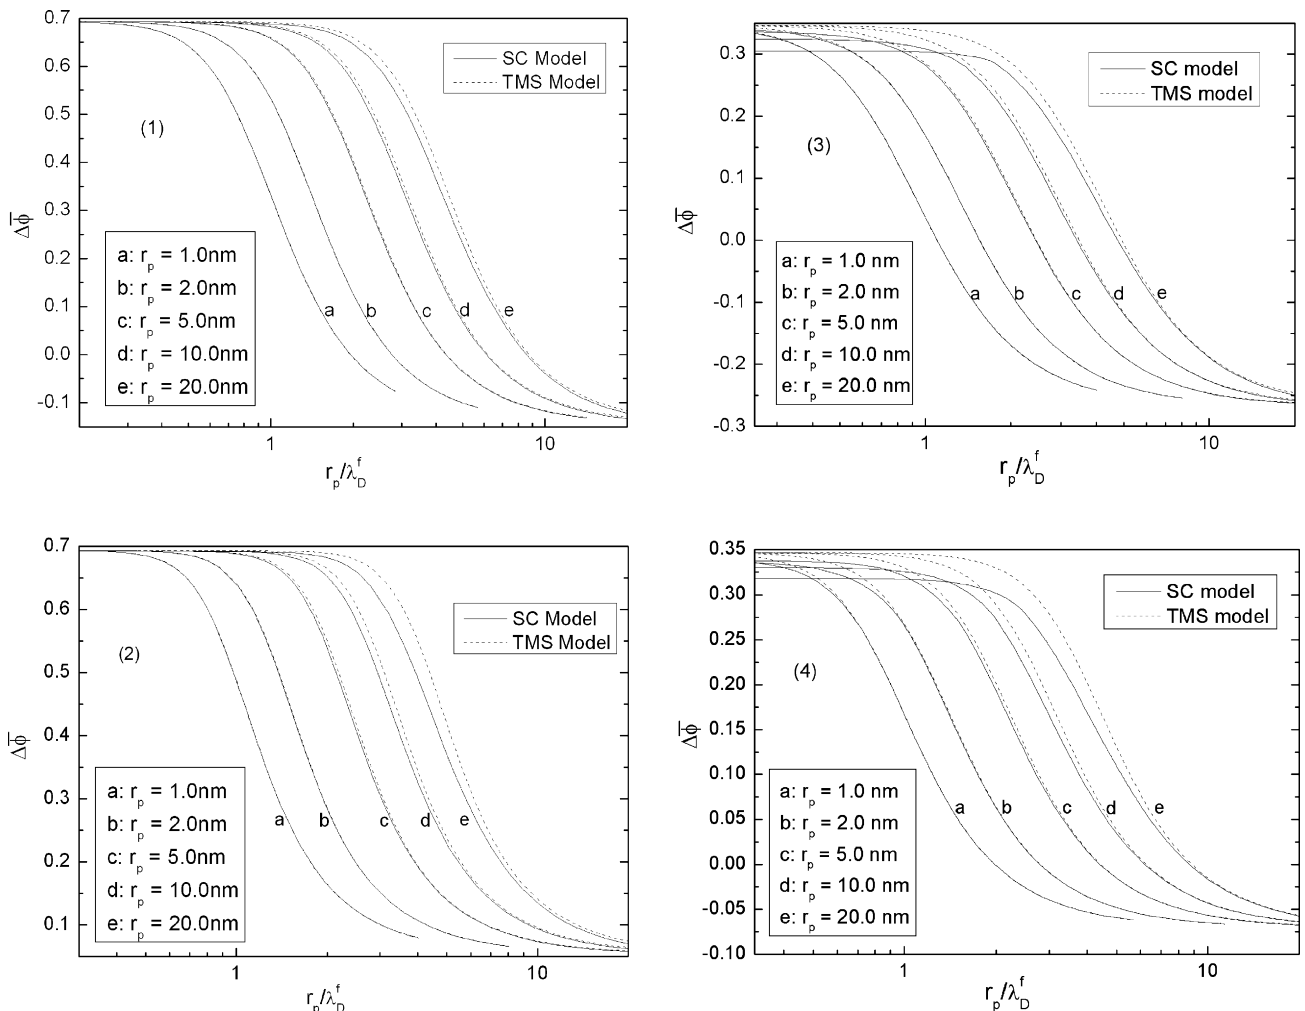 0.7
0.6
0.5
0.4
0.3
0.2
0.1
0.0
-0.1
Δϕ̅
(1)
SC Model
TMS Model
a: r_p = 1.0nm
b: r_p = 2.0nm
c: r_p = 5.0nm
d: r_p = 10.0nm
e: r_p = 20.0nm
a b c d e
1 10
r_p/λ_D^f
0.3
0.2
0.1
0.0
-0.1
-0.2
-0.3
Δϕ̅
(3)
SC model
TMS model
a: r_p = 1.0 nm
b: r_p = 2.0 nm
c: r_p = 5.0 nm
d: r_p = 10.0 nm
e: r_p = 20.0 nm
a b c d e
1 10
r_p/λ_D^f
0.7
0.6
0.5
0.4
0.3
0.2
0.1
Δϕ̅
(2)
SC Model
TMS Model
a: r_p = 1.0nm
b: r_p = 2.0nm
c: r_p = 5.0nm
d: r_p = 10.0nm
e: r_p = 20.0nm
a b c d e
1 10
r_p/λ_D^f
0.35
0.30
0.25
0.20
0.15
0.10
0.05
0.00
-0.05
-0.10
Δϕ̅
(4)
SC model
TMS model
a: r_p = 1.0 nm
b: r_p = 2.0 nm
c: r_p = 5.0 nm
d: r_p = 10.0 nm
e: r_p = 20.0 nm
a b c d e
1 10
r_p/λ_D^f